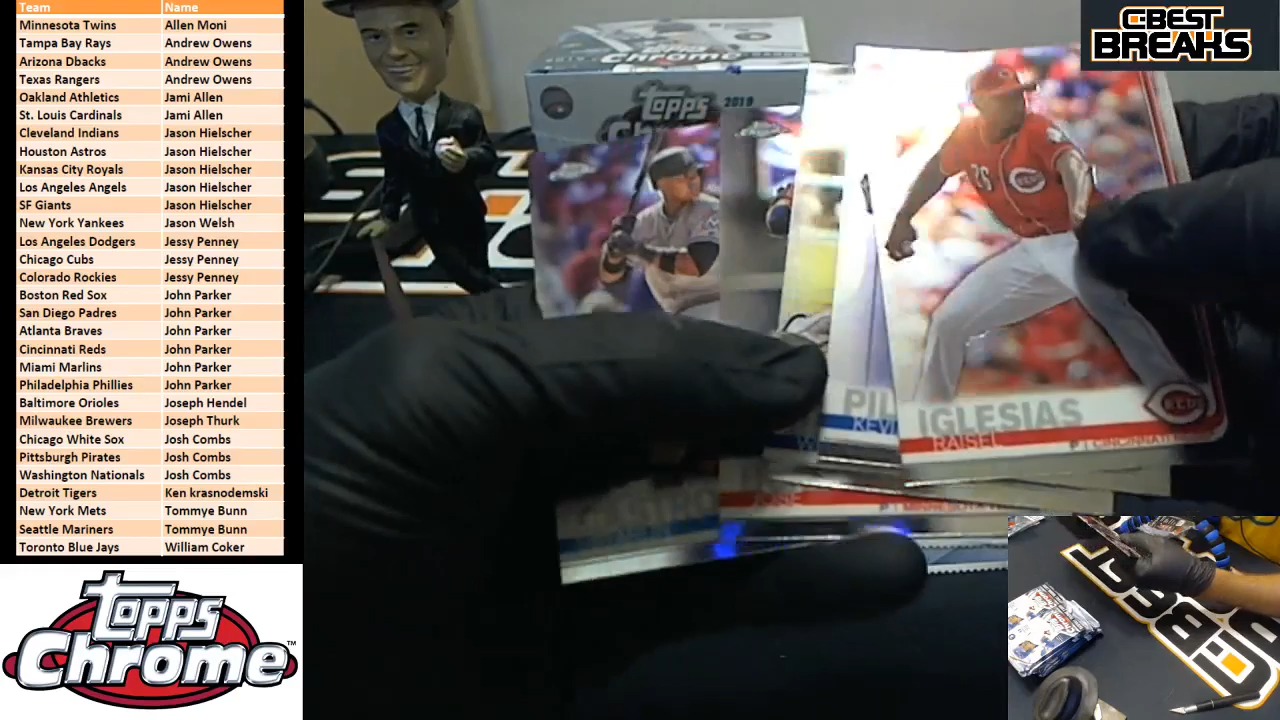 Team Name
Minnesota Twins Allen Moni
Tampa Bay Rays Andrew Owens
Arizona Dbacks Andrew Owens
Texas Rangers Andrew Owens
Oakland Athletics Jami Allen
St. Louis Cardinals Jami Allen
Cleveland Indians Jason Hielscher
Houston Astros Jason Hielscher
Kansas City Royals Jason Hielscher
Los Angeles Angels Jason Hielscher
SF Giants Jason Hielscher
New York Yankees Jason Welsh
Los Angeles Dodgers Jessy Penney
Chicago Cubs Jessy Penney
Colorado Rockies Jessy Penney
Boston Red Sox John Parker
San Diego Padres John Parker
Atlanta Braves John Parker
Cincinnati Reds John Parker
Miami Marlins John Parker
Philadelphia Phillies John Parker
Baltimore Orioles Joseph Hendel
Milwaukee Brewers Joseph Thurk
Chicago White Sox Josh Combs
Pittsburgh Pirates Josh Combs
Washington Nationals Josh Combs
Detroit Tigers Ken krasnodemski
New York Mets Tommye Bunn
Seattle Mariners Tommye Bunn
Toronto Blue Jays William Coker
Topps
Chrome™
C-BEST
BREAKS
Chrome
Topps 2019
PIL
KEVI
IGLESIAS
RAISEL
P | CINCINNATI
REDS
JOSE
C-BEST